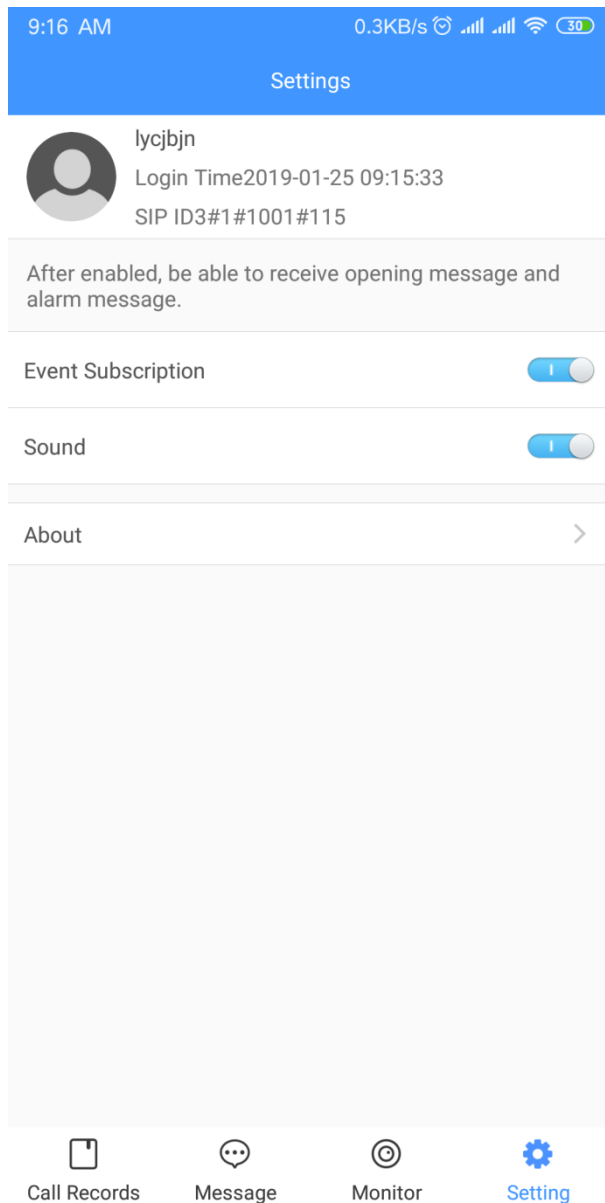 9:16 AM 0.3KB/s 30
Settings
lycjbjn
Login Time2019-01-25 09:15:33
SIP ID3#1#1001#115
After enabled, be able to receive opening message and
alarm message.
Event Subscription
Sound
About
Call Records Message Monitor Setting